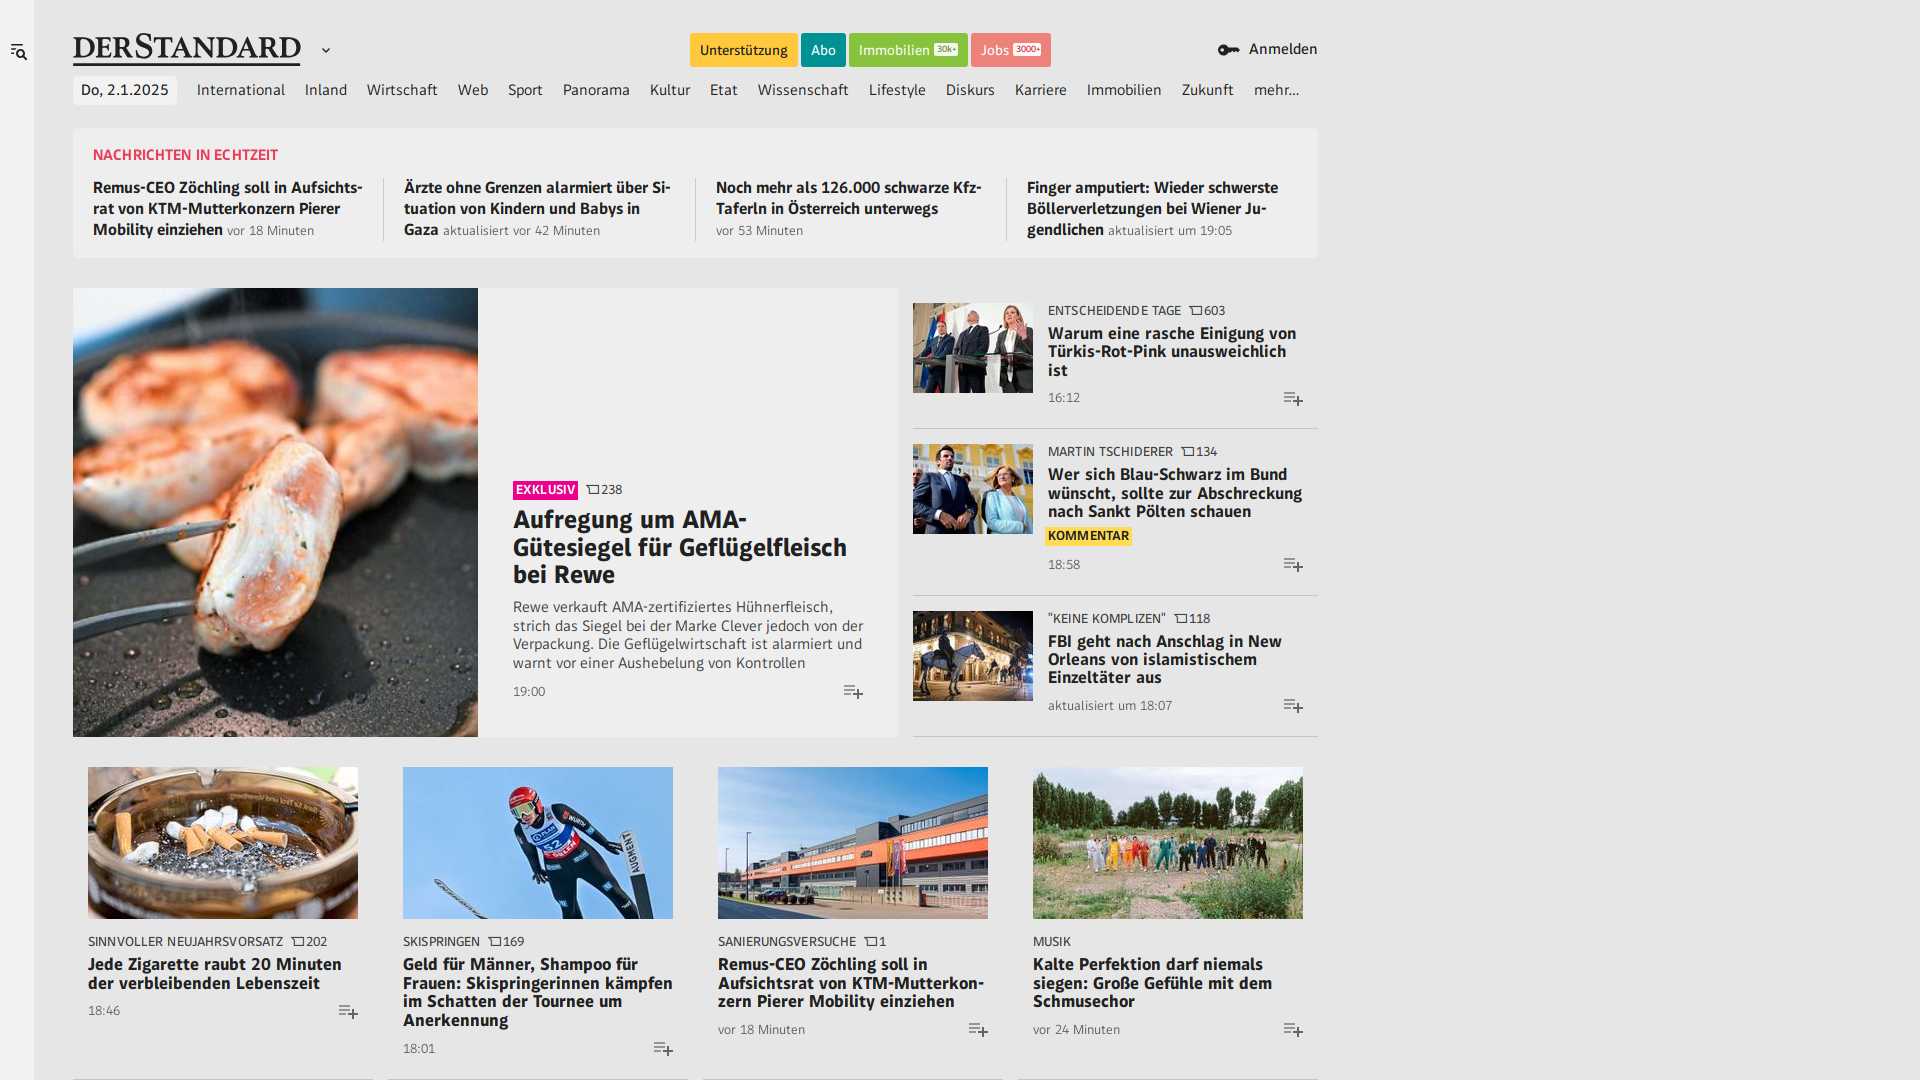 DERSTANDARD
Unterstützung
Abo
Immobilien 30k+
Jobs 3000+
Anmelden
Do, 2.1.2025 International Inland Wirtschaft Web Sport Panorama Kultur Etat Wissenschaft Lifestyle Diskurs Karriere Immobilien Zukunft mehr...
NACHRICHTEN IN ECHTZEIT
Remus-CEO Zöchling soll in Aufsichts-
rat von KTM-Mutterkonzern Pierer
Mobility einziehen vor 18 Minuten
Ärzte ohne Grenzen alarmiert über Si-
tuation von Kindern und Babys in
Gaza aktualisiert vor 42 Minuten
Noch mehr als 126.000 schwarze Kfz-
Taferln in Österreich unterwegs
vor 53 Minuten
Finger amputiert: Wieder schwerste
Böllerverletzungen bei Wiener Ju-
gendlichen aktualisiert um 19:05
EXKLUSIV 238
Aufregung um AMA-
Gütesiegel für Geflügelfleisch
bei Rewe
Rewe verkauft AMA-zertifiziertes Hühnerfleisch,
strich das Siegel bei der Marke Clever jedoch von der
Verpackung. Die Geflügelwirtschaft ist alarmiert und
warnt vor einer Aushebelung von Kontrollen
19:00
ENTSCHEIDENDE TAGE 603
Warum eine rasche Einigung von
Türkis-Rot-Pink unausweichlich
ist
16:12
MARTIN TSCHIDERER 134
Wer sich Blau-Schwarz im Bund
wünscht, sollte zur Abschreckung
nach Sankt Pölten schauen
KOMMENTAR
18:58
"KEINE KOMPLIZEN" 118
FBI geht nach Anschlag in New
Orleans von islamistischem
Einzeltäter aus
aktualisiert um 18:07
SINNVOLLER NEUJAHRSVORSATZ 202
Jede Zigarette raubt 20 Minuten
der verbleibenden Lebenszeit
18:46
WÜRTH
52
AUGMENT
SKISPRINGEN 169
Geld für Männer, Shampoo für
Frauen: Skispringerinnen kämpfen
im Schatten der Tournee um
Anerkennung
18:01
SANIERUNGSVERSUCHE 1
Remus-CEO Zöchling soll in
Aufsichtsrat von KTM-Mutterkon-
zern Pierer Mobility einziehen
vor 18 Minuten
MUSIK
Kalte Perfektion darf niemals
siegen: Große Gefühle mit dem
Schmusechor
vor 24 Minuten